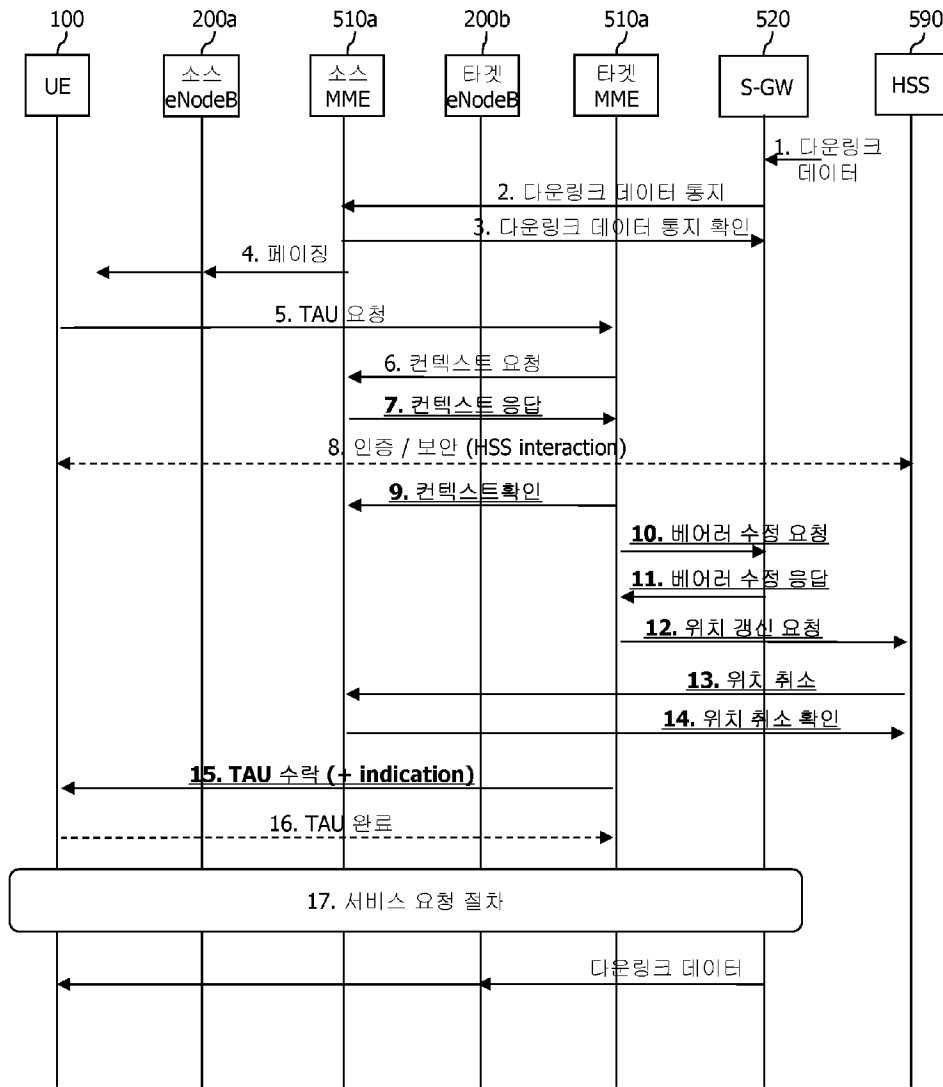 100 200a 510a 200b 510a 520 590
UE
소스
eNodeB
소스
MME
타겟
eNodeB
타겟
MME
S-GW
HSS
1. 다운링크
데이터
2. 다운링크 데이터 통지
3. 다운링크 데이터 통지 확인
4. 페이징
5. TAU 요청
6. 컨텍스트 요청
7. 컨텍스트 응답
8. 인증 / 보안 (HSS interaction)
9. 컨텍스트확인
10. 베어러 수정 요청
11. 베어러 수정 응답
12. 위치 갱신 요청
13. 위치 취소
14. 위치 취소 확인
15. TAU 수락 (+ indication)
16. TAU 완료
17. 서비스 요청 절차
다운링크 데이터